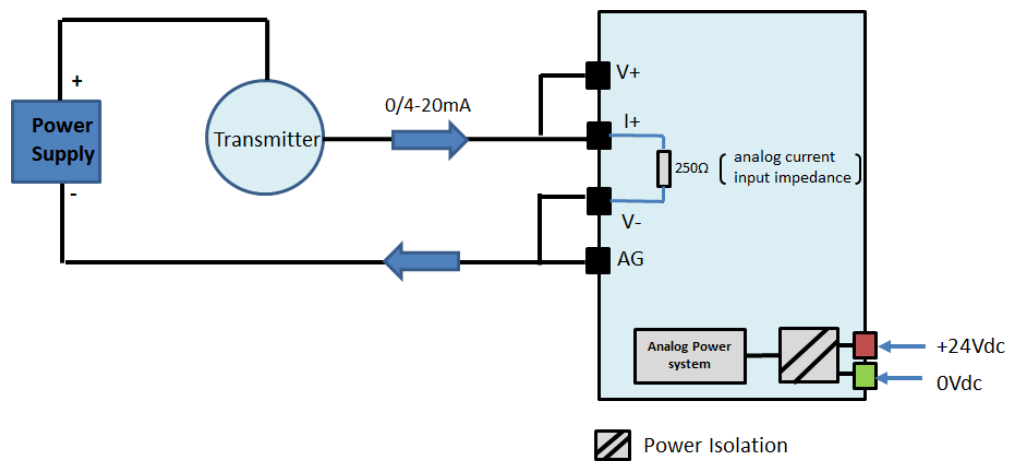 +
Power
Supply
-
Transmitter
0/4-20mA
V+
I+
250Ω
analog current
input impedance
V-
AG
Analog Power
system
+24Vdc
0Vdc
Power Isolation